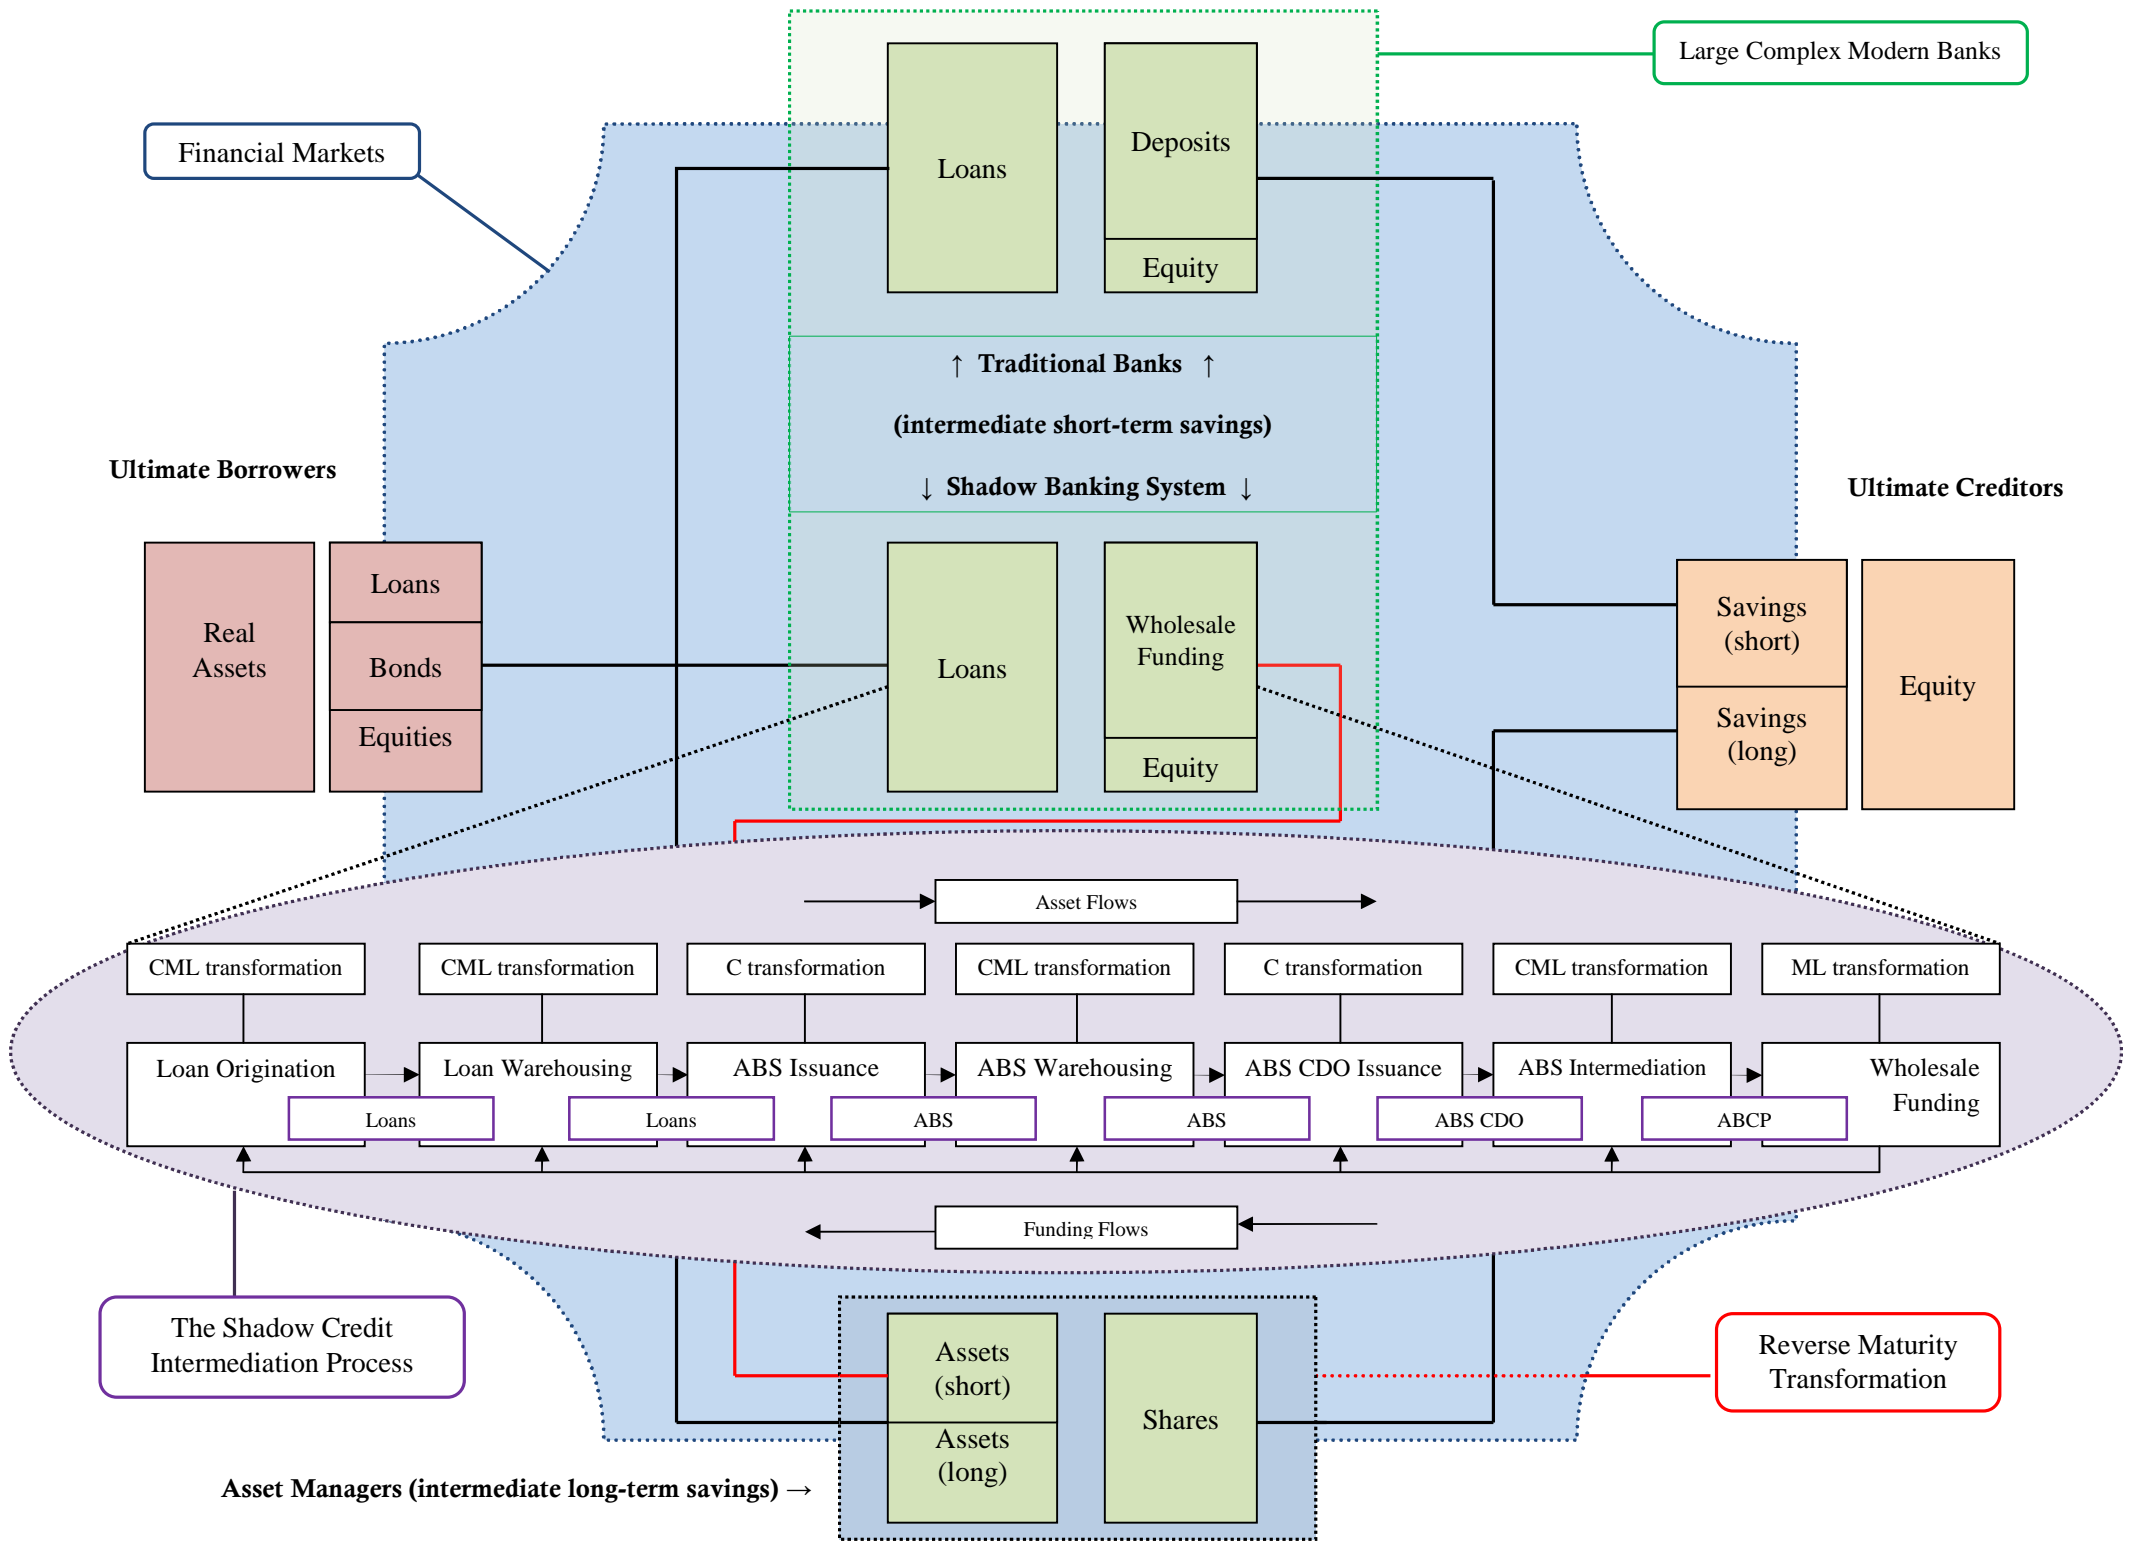 Large Complex Modern Banks
Financial Markets
Loans
Deposits
Equity
↑ Traditional Banks ↑
(intermediate short-term savings)
↓ Shadow Banking System ↓
Ultimate Borrowers
Ultimate Creditors
Real
Assets
Loans
Bonds
Equities
Loans
Wholesale
Funding
Equity
Savings
(short)
Savings
(long)
Equity
Asset Flows
CML transformation
CML transformation
C transformation
CML transformation
C transformation
CML transformation
ML transformation
Loan Origination
Loan Warehousing
ABS Issuance
ABS Warehousing
ABS CDO Issuance
ABS Intermediation
Wholesale
Funding
Loans
Loans
ABS
ABS
ABS CDO
ABCP
Funding Flows
The Shadow Credit
Intermediation Process
Assets
(short)
Assets
(long)
Shares
Reverse Maturity
Transformation
Asset Managers (intermediate long-term savings) →